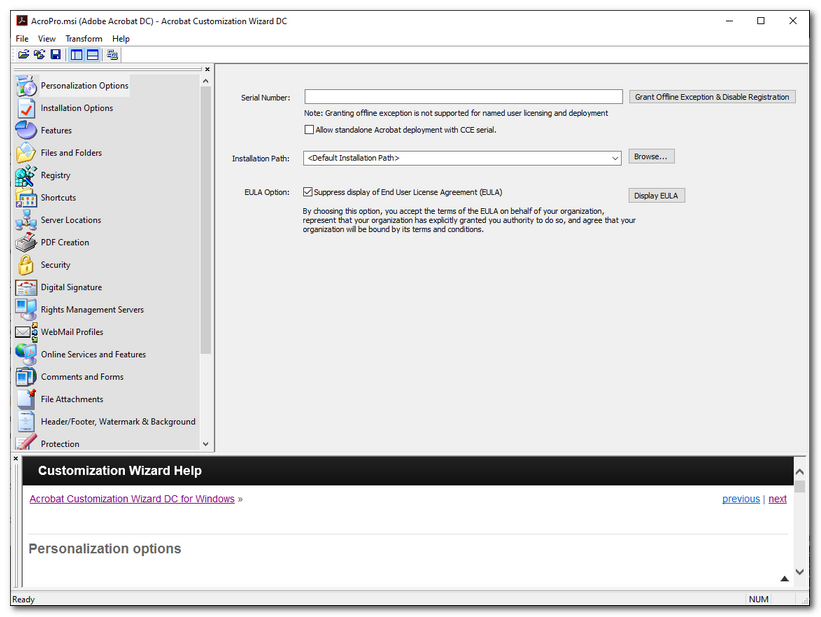 AcroPro.msi (Adobe Acrobat DC) - Acrobat Customization Wizard DC
File View Transform Help
Personalization Options
Installation Options
Features
Files and Folders
Registry
Shortcuts
Server Locations
PDF Creation
Security
Digital Signature
Rights Management Servers
WebMail Profiles
Online Services and Features
Comments and Forms
File Attachments
Header/Footer, Watermark & Background
Protection
Serial Number:
Grant Offline Exception & Disable Registration
Note: Granting offline exception is not supported for named user licensing and deployment
Allow standalone Acrobat deployment with CCE serial.
Installation Path:
<Default Installation Path>
Browse...
EULA Option:
Suppress display of End User License Agreement (EULA)
Display EULA
By choosing this option, you accept the terms of the EULA on behalf of your organization,
represent that your organization has explicitly granted you authority to do so, and agree that your
organization will be bound by its terms and conditions.
Customization Wizard Help
Acrobat Customization Wizard DC for Windows »
previous | next
Personalization options
Ready
NUM